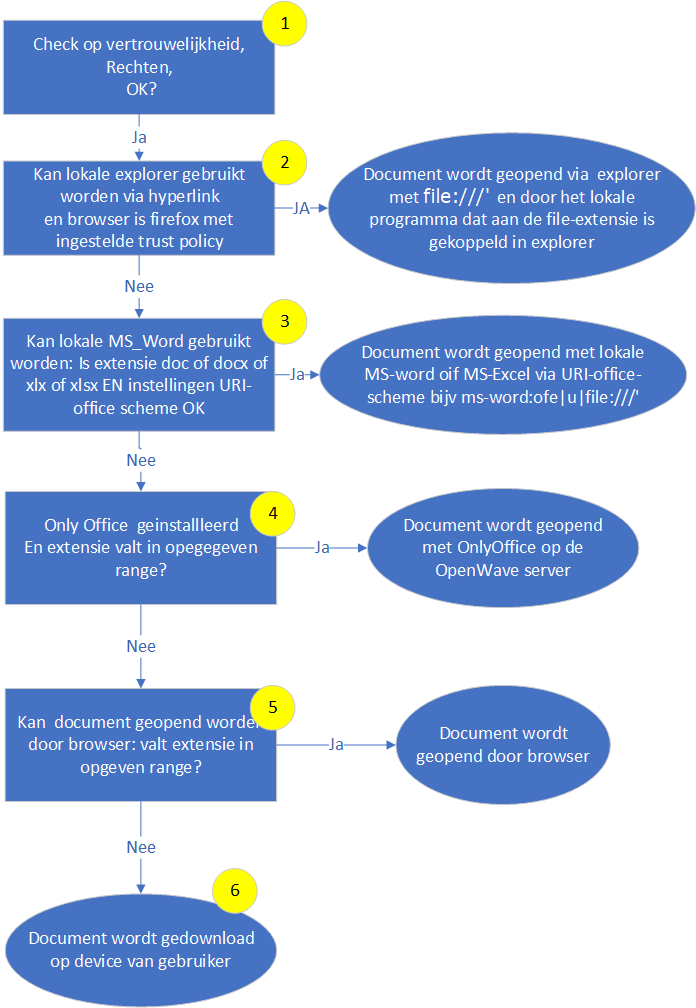 1
Check op vertrouwelijkheid,
Rechten,
OK?
Ja
2
Kan lokale explorer gebruikt
worden via hyperlink
en browser is firefox met
ingestelde trust policy
JA
Document wordt geopend via explorer
met file:///' en door het lokale
programma dat aan de file-extensie is
gekoppeld in explorer
Nee
3
Kan lokale MS_Word gebruikt
worden: Is extensie doc of docx of
xlx of xlsx EN instellingen URI-
office scheme OK
Ja
Document wordt geopend met lokale
MS-word oif MS-Excel via URI-office-
scheme bijv ms-word:ofe|u|file:///'
Nee
4
Only Office geinstallleerd
En extensie valt in opegegeven
range?
Ja
Document wordt geopend
met OnlyOffice op de
OpenWave server
Nee
5
Kan document geopend worden
door browser: valt extensie in
opgeven range?
Ja
Document wordt
geopend door browser
Nee
6
Document wordt gedownload
op device van gebruiker